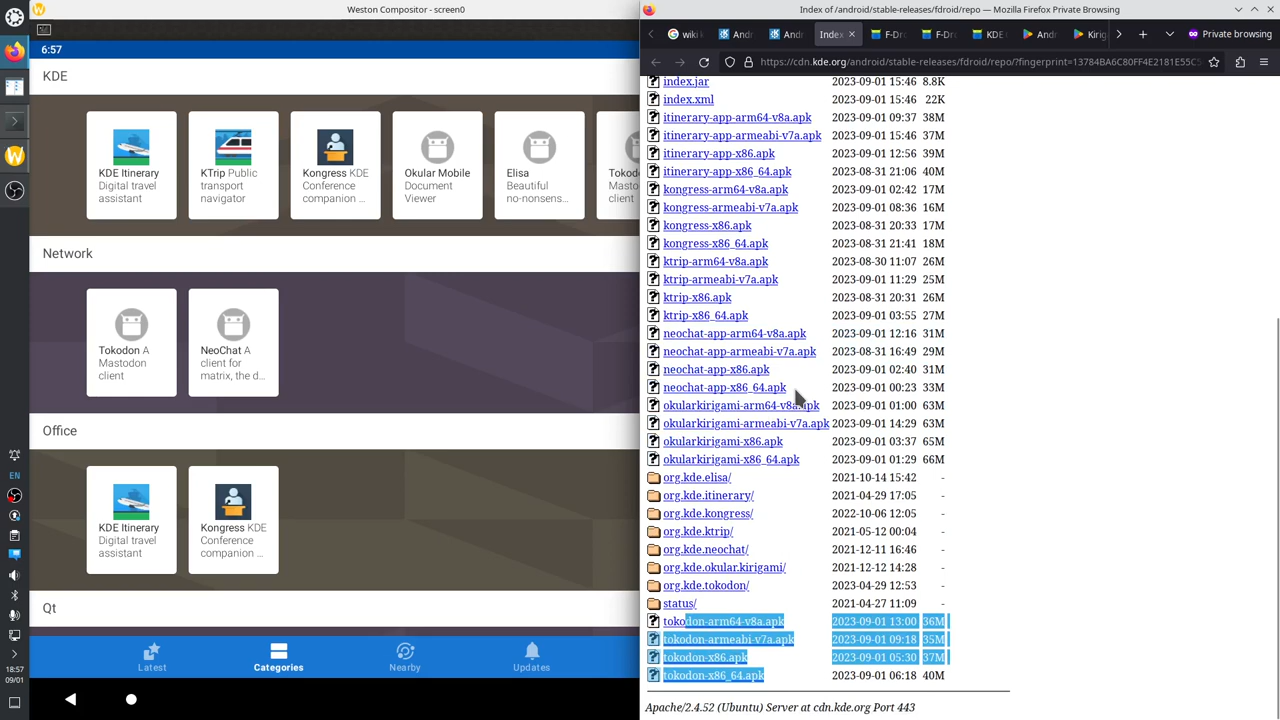 Weston Compositor - screen0
6:57
KDE
KDE Itinerary
Digital travel
assistant
KTrip Public
transport
navigator
Kongress KDE
Conference
companion ...
Okular Mobile
Document
Viewer
Elisa
Beautiful
no-nonsens...
Tokodo
Masto
client
Network
Tokodon A
Mastodon
client
NeoChat A
client for
matrix, the d...
Office
KDE Itinerary
Digital travel
assistant
Kongress KDE
Conference
companion ...
Qt
Latest
Categories
Nearby
Updates
EN
18:57
09/01
Index of /android/stable-releases/fdroid/repo — Mozilla Firefox Private Browsing
wiki k
Andr
Andr
Index
F-Dr
F-Dr
KDE I
Andr
Kirig
Private browsing
https://cdn.kde.org/android/stable-releases/fdroid/repo/?fingerprint=13784BA6C80FF4E2181E55C5
index.jar 2023-09-01 15:46 8.8K
index.xml 2023-09-01 15:46 22K
itinerary-app-arm64-v8a.apk 2023-09-01 09:37 38M
itinerary-app-armeabi-v7a.apk 2023-09-01 15:46 37M
itinerary-app-x86.apk 2023-09-01 12:56 39M
itinerary-app-x86_64.apk 2023-08-31 21:06 40M
kongress-arm64-v8a.apk 2023-09-01 02:42 17M
kongress-armeabi-v7a.apk 2023-09-01 08:36 16M
kongress-x86.apk 2023-08-31 20:33 17M
kongress-x86_64.apk 2023-08-31 21:41 18M
ktrip-arm64-v8a.apk 2023-08-30 11:07 26M
ktrip-armeabi-v7a.apk 2023-09-01 11:29 25M
ktrip-x86.apk 2023-08-31 20:31 26M
ktrip-x86_64.apk 2023-09-01 03:55 27M
neochat-app-arm64-v8a.apk 2023-09-01 12:16 31M
neochat-app-armeabi-v7a.apk 2023-08-31 16:49 29M
neochat-app-x86.apk 2023-09-01 02:40 31M
neochat-app-x86_64.apk 2023-09-01 00:23 33M
okularkirigami-arm64-v8a.apk 2023-09-01 01:00 63M
okularkirigami-armeabi-v7a.apk 2023-09-01 14:29 63M
okularkirigami-x86.apk 2023-09-01 03:37 65M
okularkirigami-x86_64.apk 2023-09-01 01:29 66M
org.kde.elisa/ 2021-10-14 15:42 -
org.kde.itinerary/ 2021-04-29 17:05 -
org.kde.kongress/ 2022-10-06 12:05 -
org.kde.ktrip/ 2021-05-12 00:04 -
org.kde.neochat/ 2021-12-11 16:46 -
org.kde.okular.kirigami/ 2021-12-12 14:28 -
org.kde.tokodon/ 2023-04-29 12:53 -
status/ 2021-04-27 11:09 -
tokodon-arm64-v8a.apk 2023-09-01 13:00 36M
tokodon-armeabi-v7a.apk 2023-09-01 09:18 35M
tokodon-x86.apk 2023-09-01 05:30 37M
tokodon-x86_64.apk 2023-09-01 06:18 40M
Apache/2.4.52 (Ubuntu) Server at cdn.kde.org Port 443